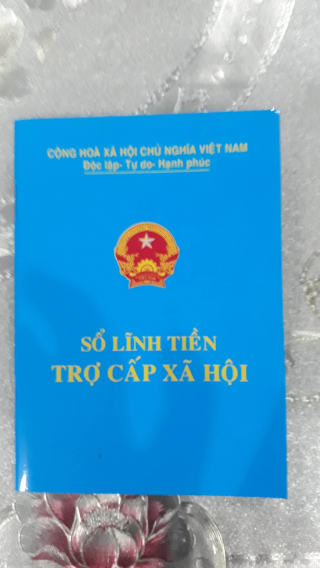 CỘNG HOÀ XÃ HỘI CHỦ NGHĨA VIỆT NAM
Độc lập- Tự do- Hạnh phúc
SỔ LĨNH TIỀN
TRỢ CẤP XÃ HỘI